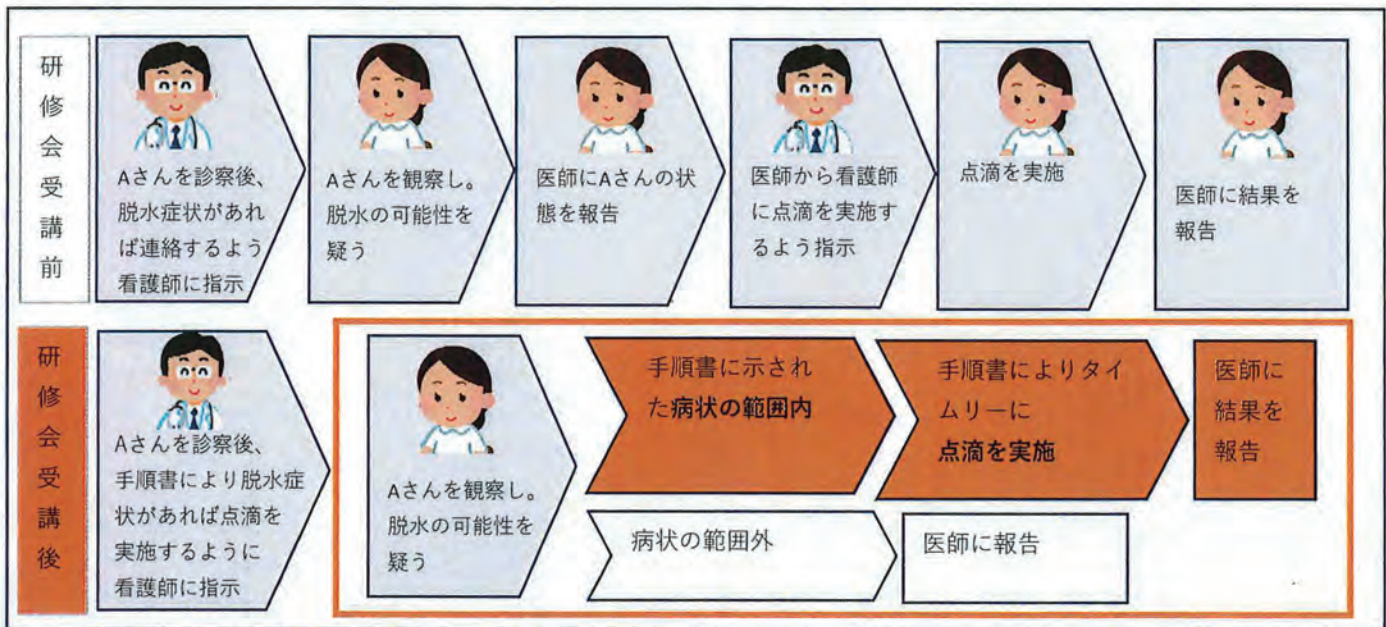 研修会受講前
Aさんを診察後、
脱水症状があれ
ば連絡するよう
看護師に指示
Aさんを観察し。
脱水の可能性を
疑う
医師にAさんの状
態を報告
医師から看護師
に点滴を実施す
るよう指示
点滴を実施
医師に結果を
報告
研修会受講後
Aさんを診察後、
手順書により脱水症
状があれば点滴を
実施するように
看護師に指示
Aさんを観察し。
脱水の可能性を
疑う
手順書に示され
た病状の範囲内
手順書によりタイ
ムリーに
点滴を実施
医師に
結果を
報告
病状の範囲外
医師に報告